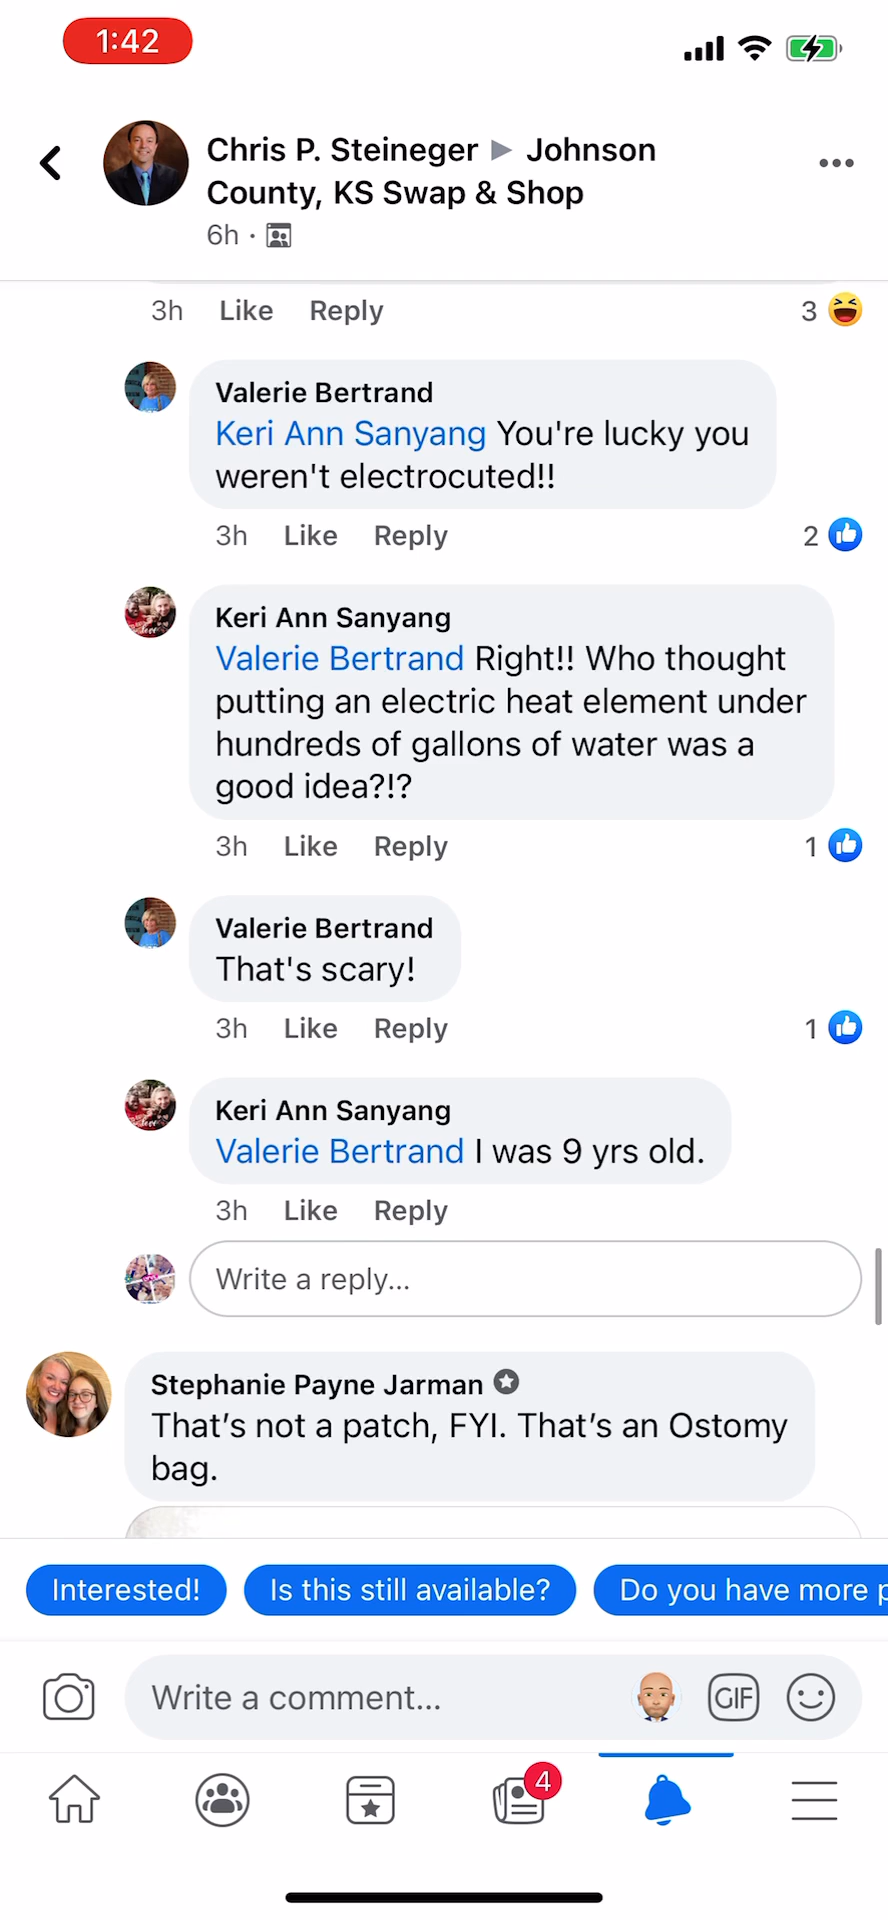 1:42
Chris P. Steineger ▶ Johnson
County, KS Swap & Shop
6h ·
3h Like Reply 3
Valerie Bertrand
Keri Ann Sanyang You're lucky you
weren't electrocuted!!
3h Like Reply 2
Keri Ann Sanyang
Valerie Bertrand Right!! Who thought
putting an electric heat element under
hundreds of gallons of water was a
good idea?!?
3h Like Reply 1
Valerie Bertrand
That's scary!
3h Like Reply 1
Keri Ann Sanyang
Valerie Bertrand I was 9 yrs old.
3h Like Reply
Write a reply...
Stephanie Payne Jarman
That's not a patch, FYI. That's an Ostomy
bag.
Interested! Is this still available? Do you have more p
Write a comment... GIF
4